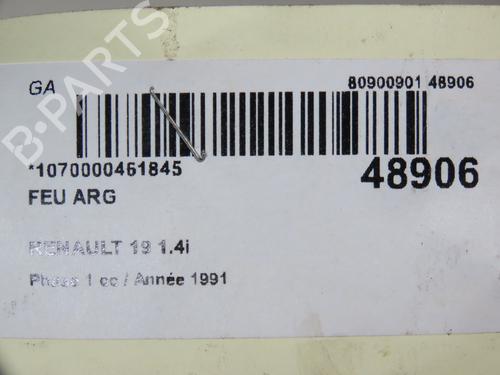 GA
80900901 48906
*1070000461845
48906
FEU ARG
RENAULT 19 1.4i
Phase 1 cc / Année 1991
B-PARTS